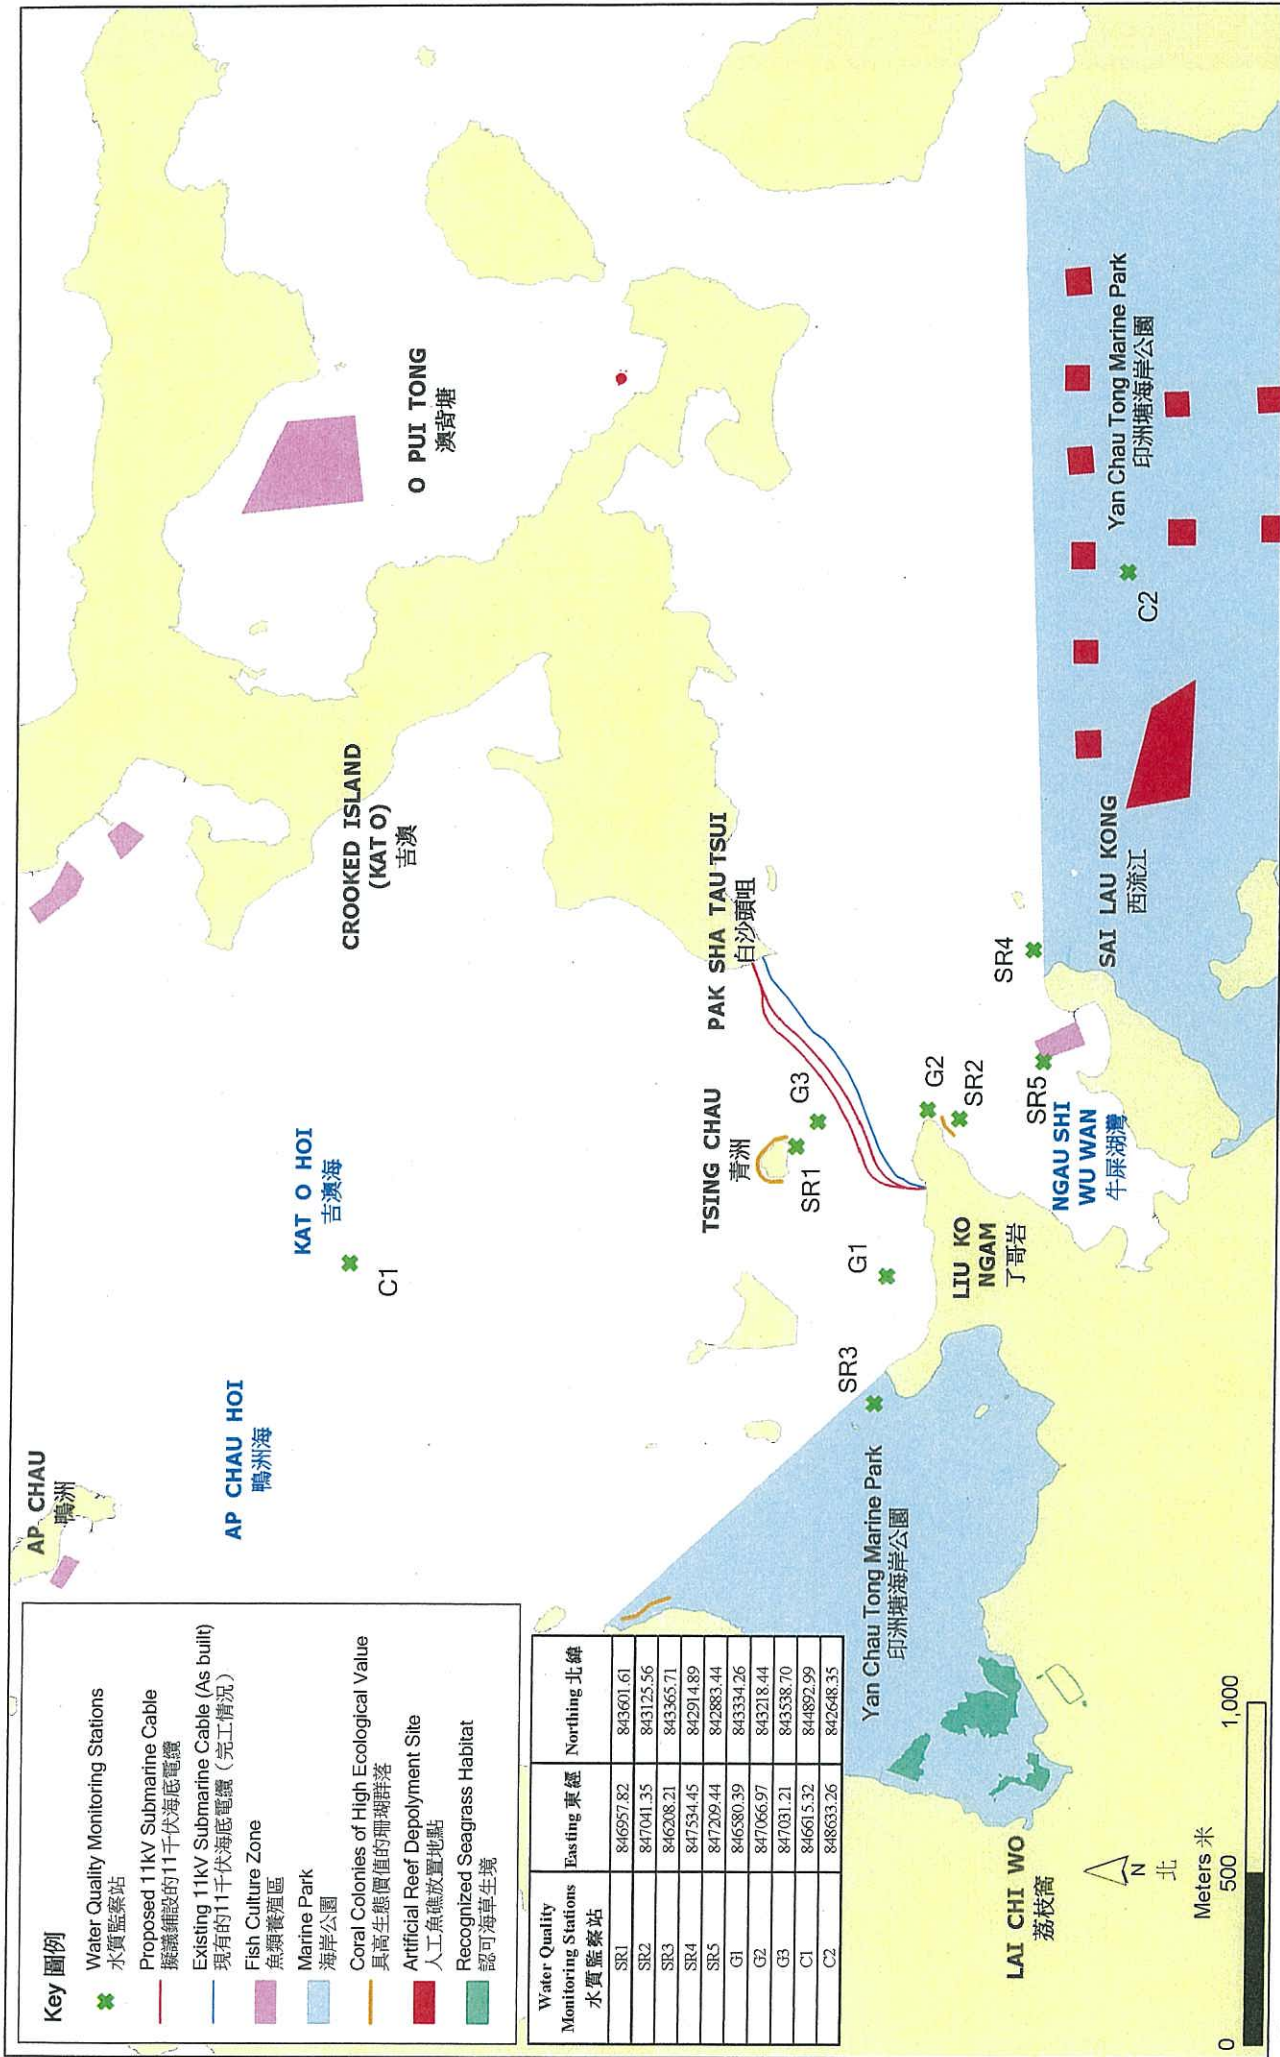 Key 圖例
Water Quality Monitoring Stations
水質監察站
Proposed 11kV Submarine Cable
擬議鋪設的11千伏海底電纜
Existing 11kV Submarine Cable (As built)
現有的11千伏海底電纜（完工情況）
Fish Culture Zone
魚類養殖區
Marine Park
海岸公園
Coral Colonies of High Ecological Value
具高生態價值的珊瑚群落
Artificial Reef Depolyment Site
人工魚礁放置地點
Recognized Seagrass Habitat
認可海草生境
Water Quality Monitoring Stations 水質監察站 Easting 東經 Northing 北緯
SR1 846957.82 843601.61
SR2 847041.35 843125.56
SR3 846208.21 843365.71
SR4 847534.45 842914.89
SR5 847209.44 842883.44
G1 846580.39 843334.26
G2 847066.97 843218.44
G3 847031.21 843538.70
C1 846615.32 844892.99
C2 848633.26 842648.35
AP CHAU
鴨洲
AP CHAU HOI
鴨洲海
KAT O HOI
吉澳海
C1
CROOKED ISLAND
(KAT O)
吉澳
O PUI TONG
澳背塘
TSING CHAU
青洲
PAK SHA TAU TSUI
白沙頭咀
G3
SR1
G1
SR3
G2
SR2
LIU KO
NGAM
了哥岩
SR4
SR5
NGAU SHI
WU WAN
牛屎湖灣
SAI LAU KONG
西流江
C2
Yan Chau Tong Marine Park
印洲塘海岸公園
Yan Chau Tong Marine Park
印洲塘海岸公園
LAI CHI WO
荔枝窩
N
北
Meters 米
0 500 1,000